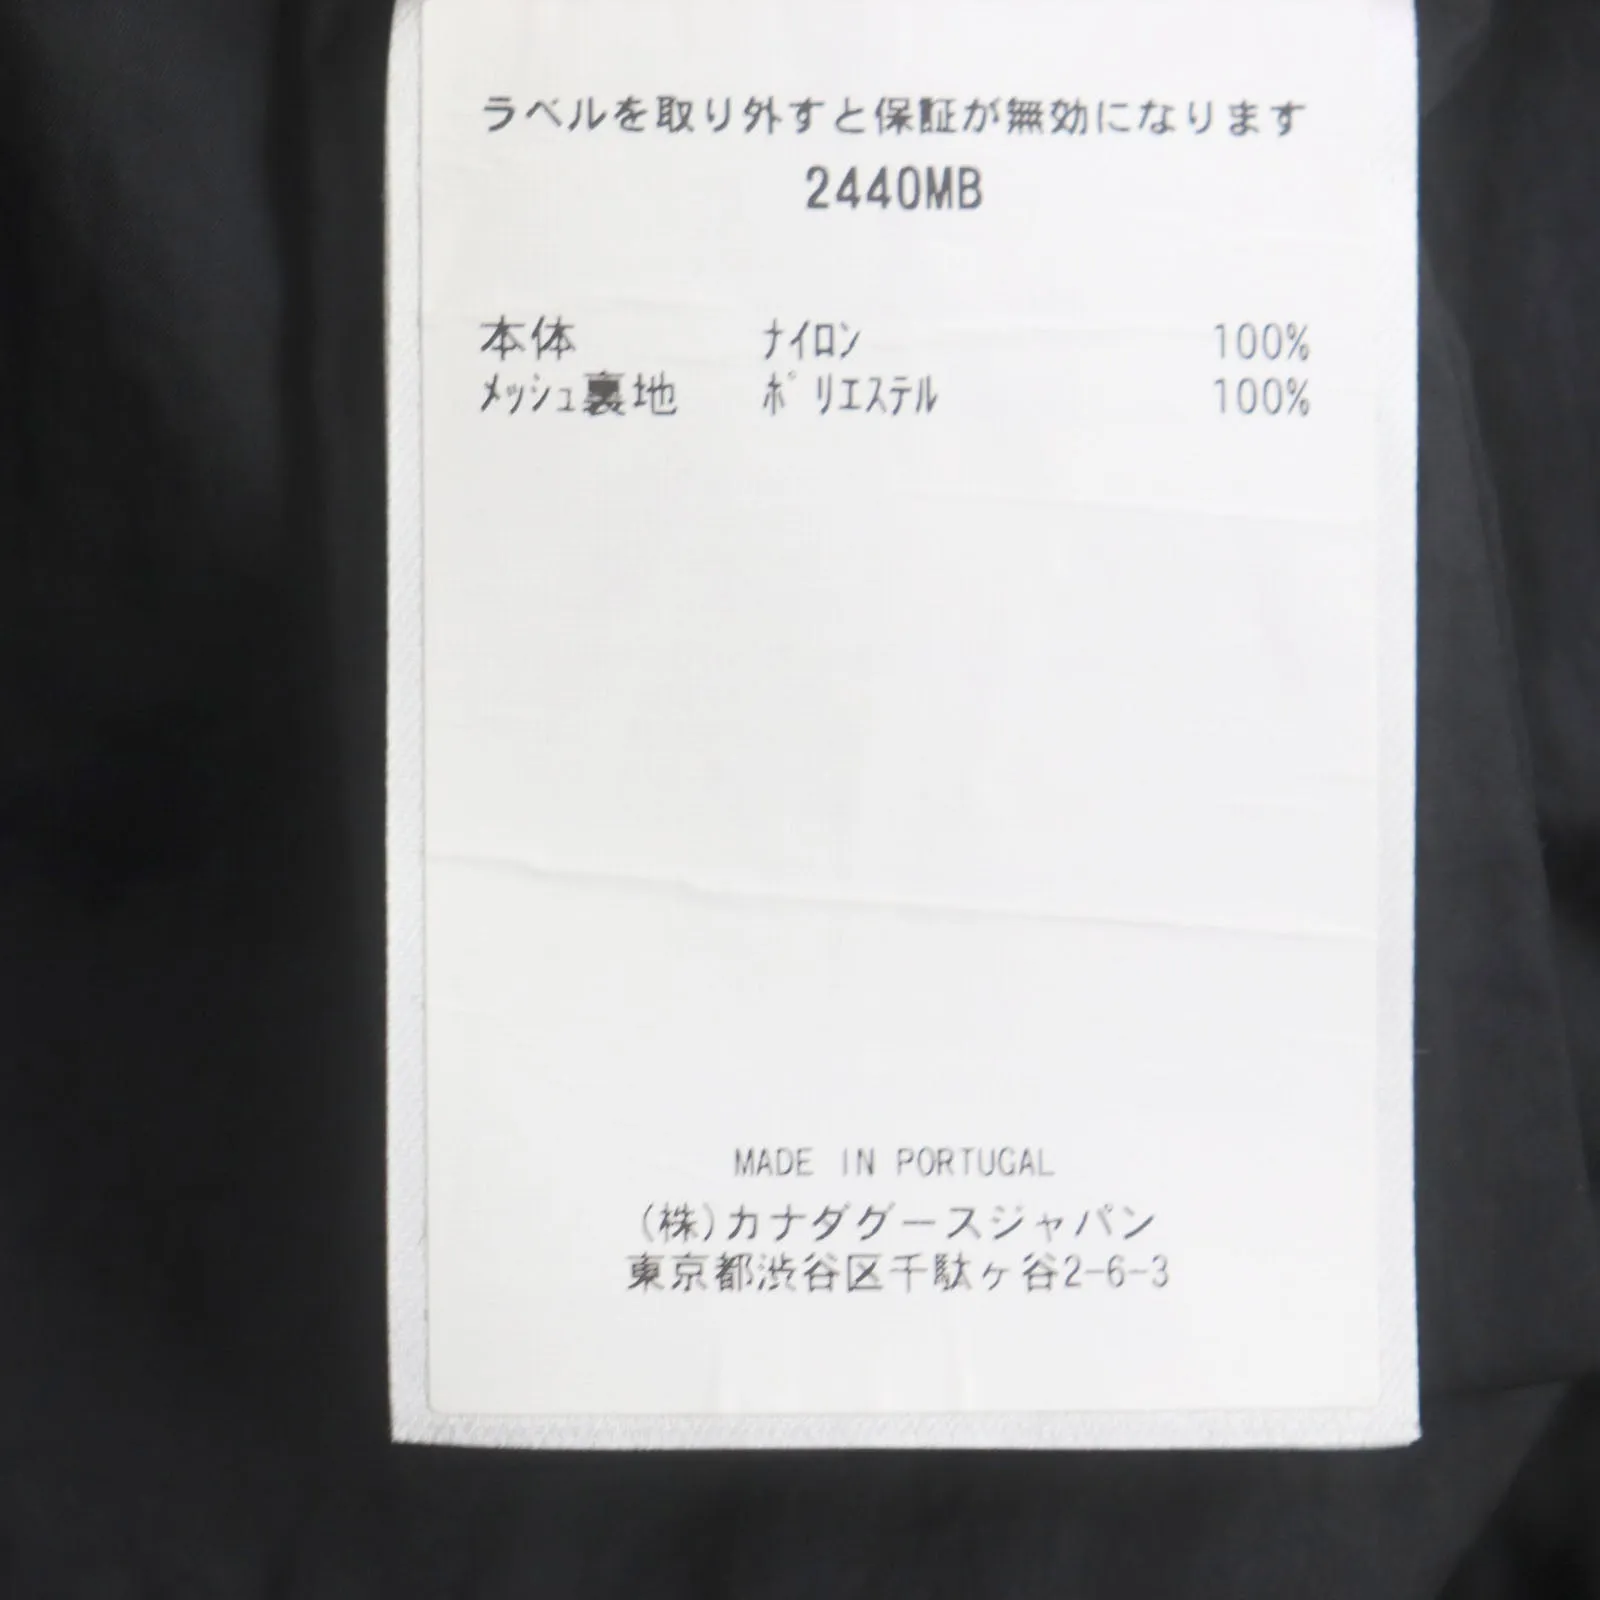 ラベルを取り外すと保証が無効になります
2440MB
本体 ナイロン 100%
メッシュ裏地 ポリエステル 100%
MADE IN PORTUGAL
(株)カナダグースジャパン
東京都渋谷区千駄ヶ谷2-6-3